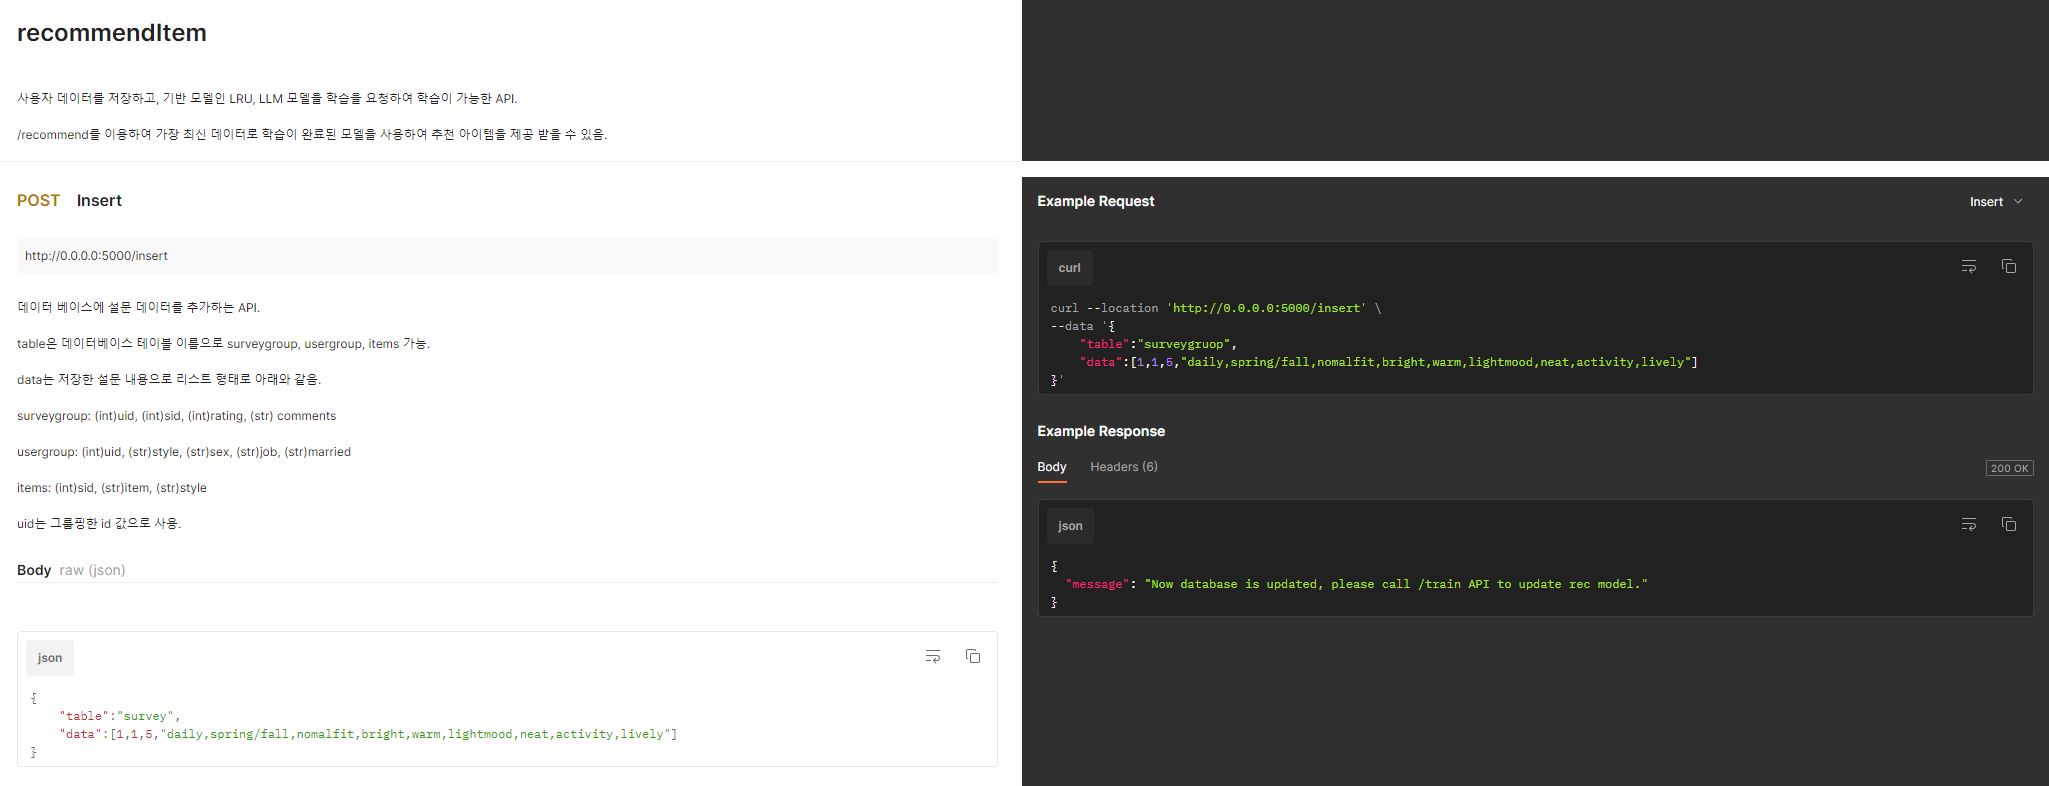 recommendItem
사용자 데이터를 저장하고, 기반 모델인 LRU, LLM 모델을 학습을 요청하여 학습이 가능한 API.
/recommend를 이용하여 가장 최신 데이터로 학습이 완료된 모델을 사용하여 추천 아이템을 제공 받을 수 있음.
POST Insert
http://0.0.0.0:5000/insert
데이터 베이스에 설문 데이터를 추가하는 API.
table은 데이터베이스 테이블 이름으로 surveygroup, usergroup, items 가능.
data는 저장한 설문 내용으로 리스트 형태로 아래와 같음.
surveygroup: (int)uid, (int)sid, (int)rating, (str) comments
usergroup: (int)uid, (str)style, (str)sex, (str)job, (str)married
items: (int)sid, (str)item, (str)style
uid는 그룹핑한 id 값으로 사용.
Body raw (json)
json
{
"table":"survey",
"data":[1,1,5,"daily,spring/fall,nomalfit,bright,warm,lightmood,neat,activity,lively"]
}
Example Request
Insert
curl
curl --location 'http://0.0.0.0:5000/insert' \
--data '{
"table":"surveygruop",
"data":[1,1,5,"daily,spring/fall,nomalfit,bright,warm,lightmood,neat,activity,lively"]
}'
Example Response
Body Headers (6)
200 OK
json
{
"message": "Now database is updated, please call /train API to update rec model."
}